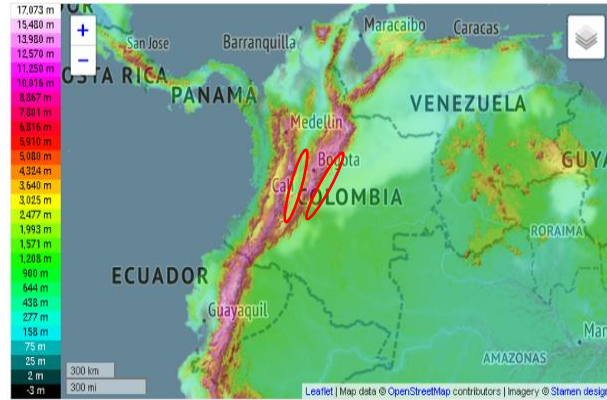 17,073 m
15,480 m
13,980 m
12,570 m
11,250 m
10,016 m
8,867 m
7,801 m
6,816 m
5,910 m
5,080 m
4,324 m
3,640 m
3,025 m
2,477 m
1,993 m
1,571 m
1,208 m
900 m
644 m
438 m
277 m
158 m
75 m
25 m
2 m
-3 m
+
−
San Jose
OSTA RICA
PANAMA
Barranquilla
Maracaibo
Caracas
VENEZUELA
Medellin
Bogota
Cali
COLOMBIA
GUYA
RORAIMA
ECUADOR
Guayaquil
AMAZONAS
Mar
300 km
300 mi
Leaflet | Map data © OpenStreetMap contributors | Imagery © Stamen design